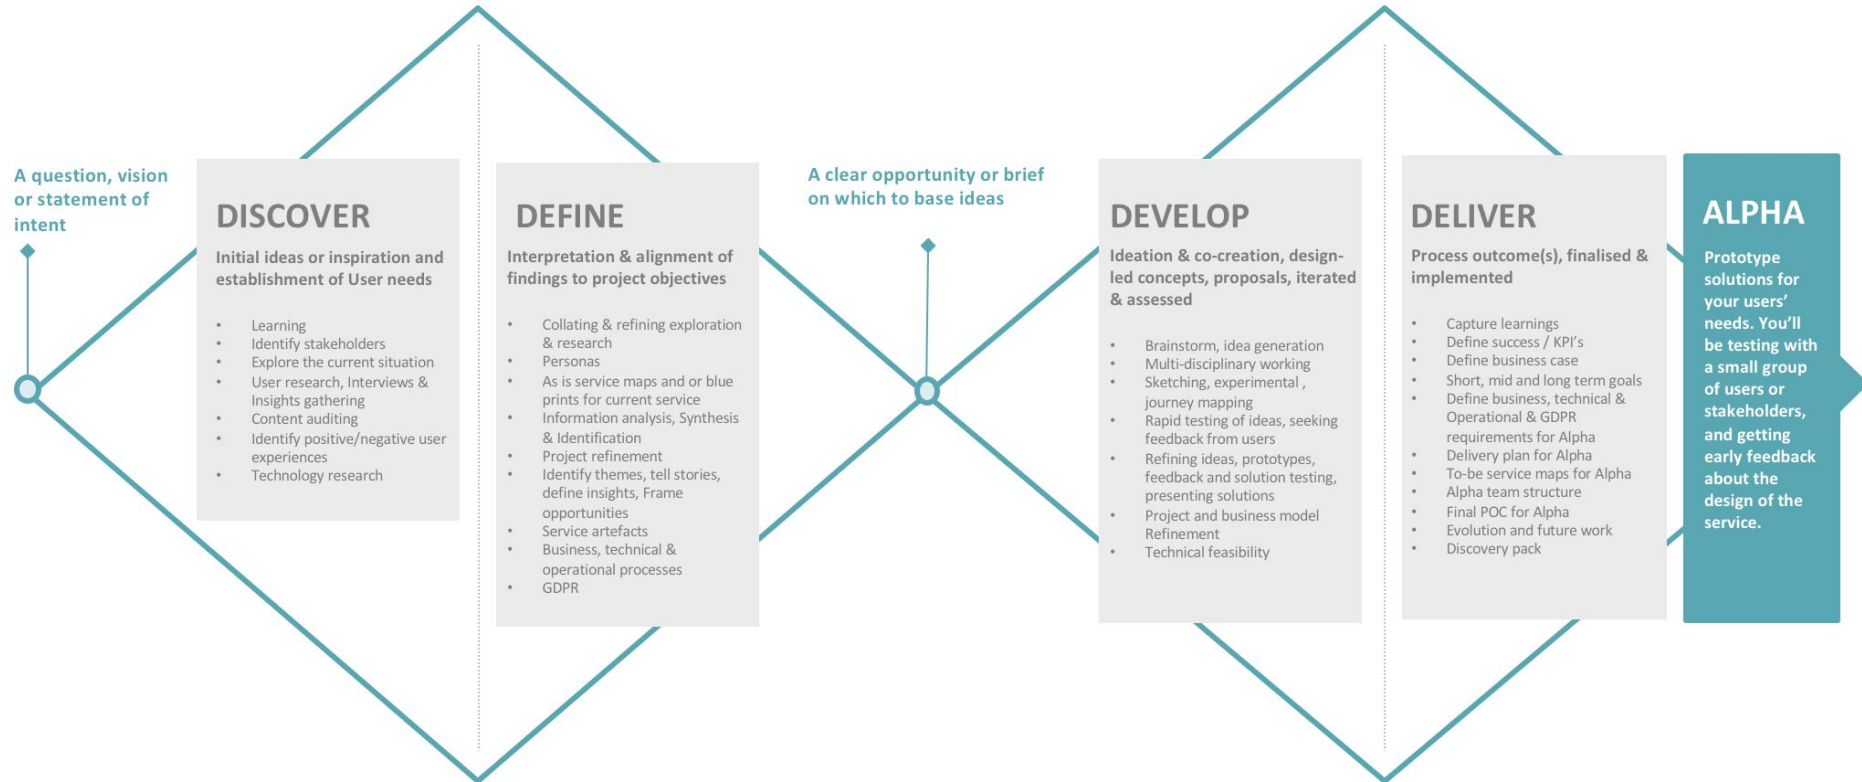 A question, vision
or statement of
intent
DISCOVER
Initial ideas or inspiration and
establishment of User needs
• Learning
• Identify stakeholders
• Explore the current situation
• User research, Interviews &
Insights gathering
• Content auditing
• Identify positive/negative user
experiences
• Technology research
DEFINE
Interpretation & alignment of
findings to project objectives
• Collating & refining exploration
& research
• Personas
• As is service maps and or blue
prints for current service
• Information analysis, Synthesis
& Identification
• Project refinement
• Identify themes, tell stories,
define insights, Frame
opportunities
• Service artefacts
• Business, technical &
operational processes
• GDPR
A clear opportunity or brief
on which to base ideas
DEVELOP
Ideation & co-creation, design-
led concepts, proposals, iterated
& assessed
• Brainstorm, idea generation
• Multi-disciplinary working
• Sketching, experimental ,
journey mapping
• Rapid testing of ideas, seeking
feedback from users
• Refining ideas, prototypes,
feedback and solution testing,
presenting solutions
• Project and business model
Refinement
• Technical feasibility
DELIVER
Process outcome(s), finalised &
implemented
• Capture learnings
• Define success / KPI's
• Define business case
• Short, mid and long term goals
• Define business, technical &
• Operational & GDPR
requirements for Alpha
• Delivery plan for Alpha
• To-be service maps for Alpha
• Alpha team structure
• Final POC for Alpha
• Evolution and future work
• Discovery pack
ALPHA
Prototype
solutions for
your users'
needs. You'll
be testing with
a small group
of users or
stakeholders,
and getting
early feedback
about the
design of the
service.